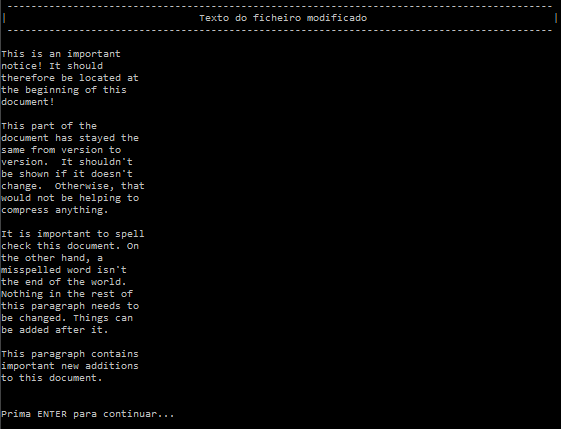 Texto do ficheiro modificado
This is an important
notice! It should
therefore be located at
the beginning of this
document!
This part of the
document has stayed the
same from version to
version.  It shouldn't
be shown if it doesn't
change.  Otherwise, that
would not be helping to
compress anything.
It is important to spell
check this document. On
the other hand, a
misspelled word isn't
the end of the world.
Nothing in the rest of
this paragraph needs to
be changed. Things can
be added after it.
This paragraph contains
important new additions
to this document.
Prima ENTER para continuar...